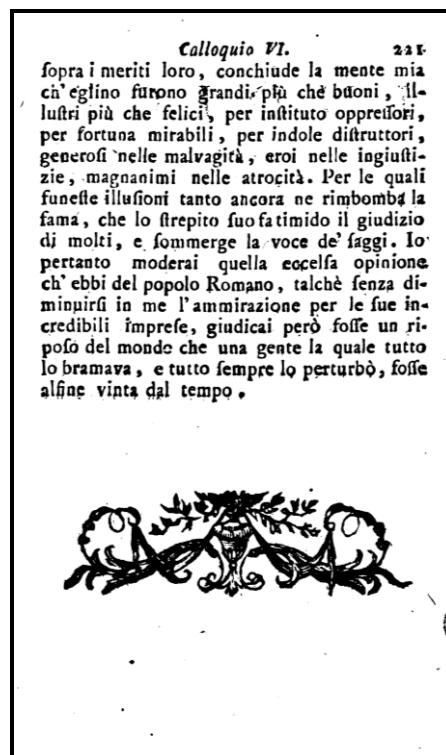 Colloquio VI. 221
ſopra i meriti loro, conchiude la mente mia
ch' eglino furono grandi più che buoni, il-
luſtri più che felici, per inſtituto oppreſſori,
per fortuna mirabili, per indole diſtruttori,
generoſi nelle malvagità, eroi nelle ingiuſti-
zie, magnanimi nelle atrocità. Per le quali
funeſte illuſioni tanto ancora ne rimbomba la
fama, che lo ſtrepito ſuo fa timido il giudizio
di molti, e ſommerge la voce de' ſaggi. Io
pertanto moderai quella eccelſa opinione
ch' ebbi del popolo Romano, talchè ſenza di-
minuirſi in me l'ammirazione per le ſue in-
credibili impreſe, giudicai però foſſe un ri-
poſo del mondo che una gente la quale tutto
lo bramava, e tutto ſempre lo perturbò, foſſe
alfine vinta dal tempo.